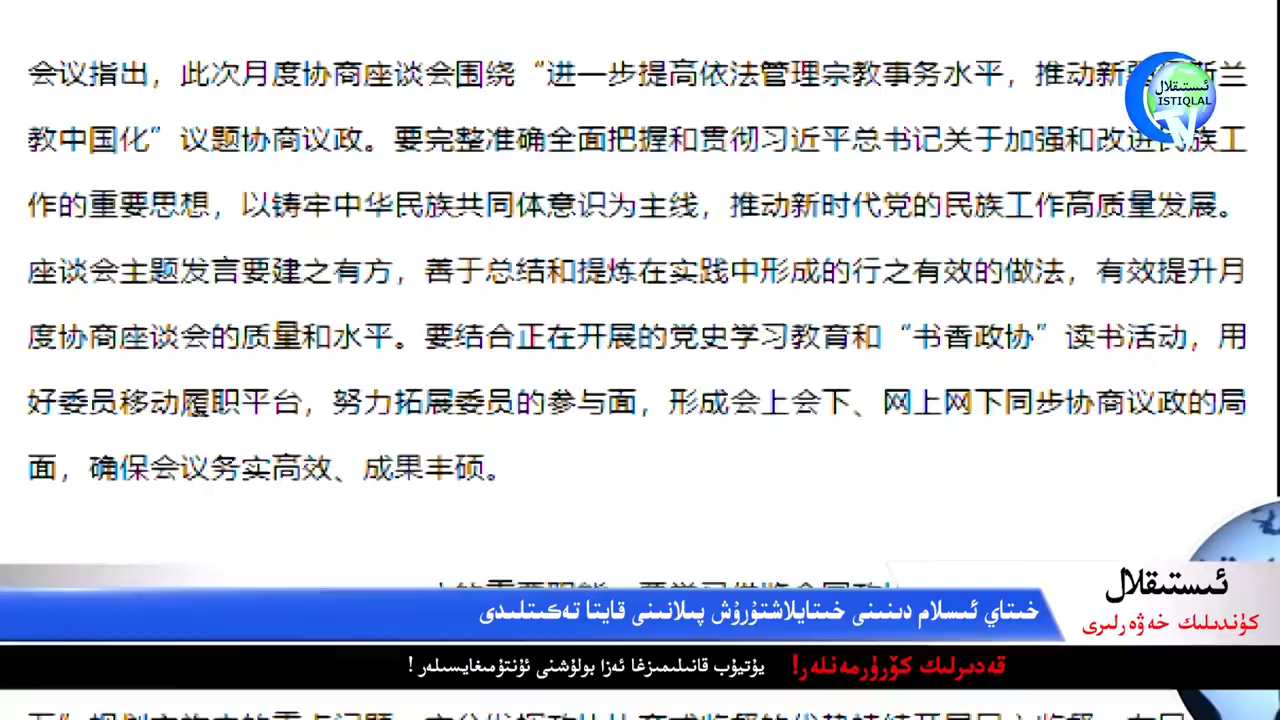 会议指出，此次月度协商座谈会围绕“进一步提高依法管理宗教事务水平，推动新疆伊斯兰
教中国化”议题协商议政。要完整准确全面把握和贯彻习近平总书记关于加强和改进民族工
作的重要思想，以铸牢中华民族共同体意识为主线，推动新时代党的民族工作高质量发展。
座谈会主题发言要建之有方，善于总结和提炼在实践中形成的行之有效的做法，有效提升月
度协商座谈会的质量和水平。要结合正在开展的党史学习教育和“书香政协”读书活动，用
好委员移动履职平台，努力拓展委员的参与面，形成会上会下、网上网下同步协商议政的局
面，确保会议务实高效、成果丰硕。
ئىستىقلال
ISTIQLAL
TV
ئىستىقلال
كۈندىلىك خەۋەرلىرى
خىتاي ئىسلام دىنىنى خىتايلاشتۇرۇش پىلانىنى قايتا تەكىتلىدى
قەدىرلىك كۆرۈرمەنلەر! يۇتيۇب قانىلىمىزغا ئەزا بولۇشنى ئۇنتۇمىغايسىلەر !